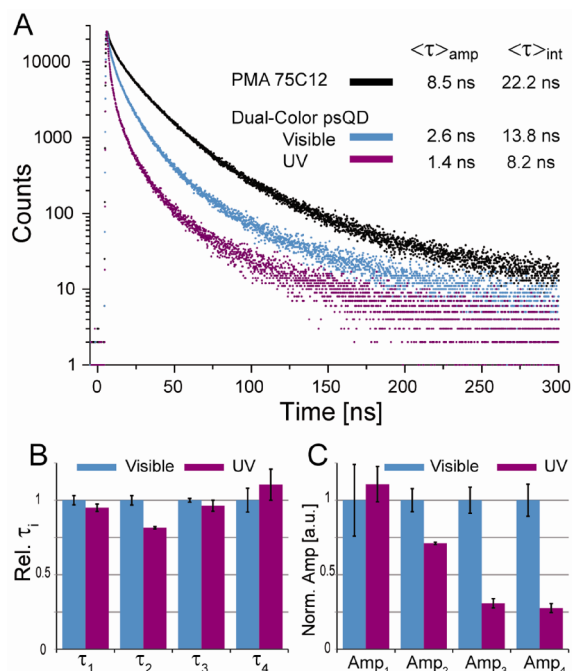 A
<τ>amp <τ>int
PMA 75C12 8.5 ns 22.2 ns
Dual-Color psQD
Visible 2.6 ns 13.8 ns
UV 1.4 ns 8.2 ns
10000
1000
100
10
1
Counts
0 50 100 150 200 250 300
Time [ns]
B
Visible UV
1
0.5
0
Rel. τi
τ1 τ2 τ3 τ4
C
Visible UV
1
0.5
0
Norm. Amp [a.u.]
Amp1 Amp2 Amp3 Amp4